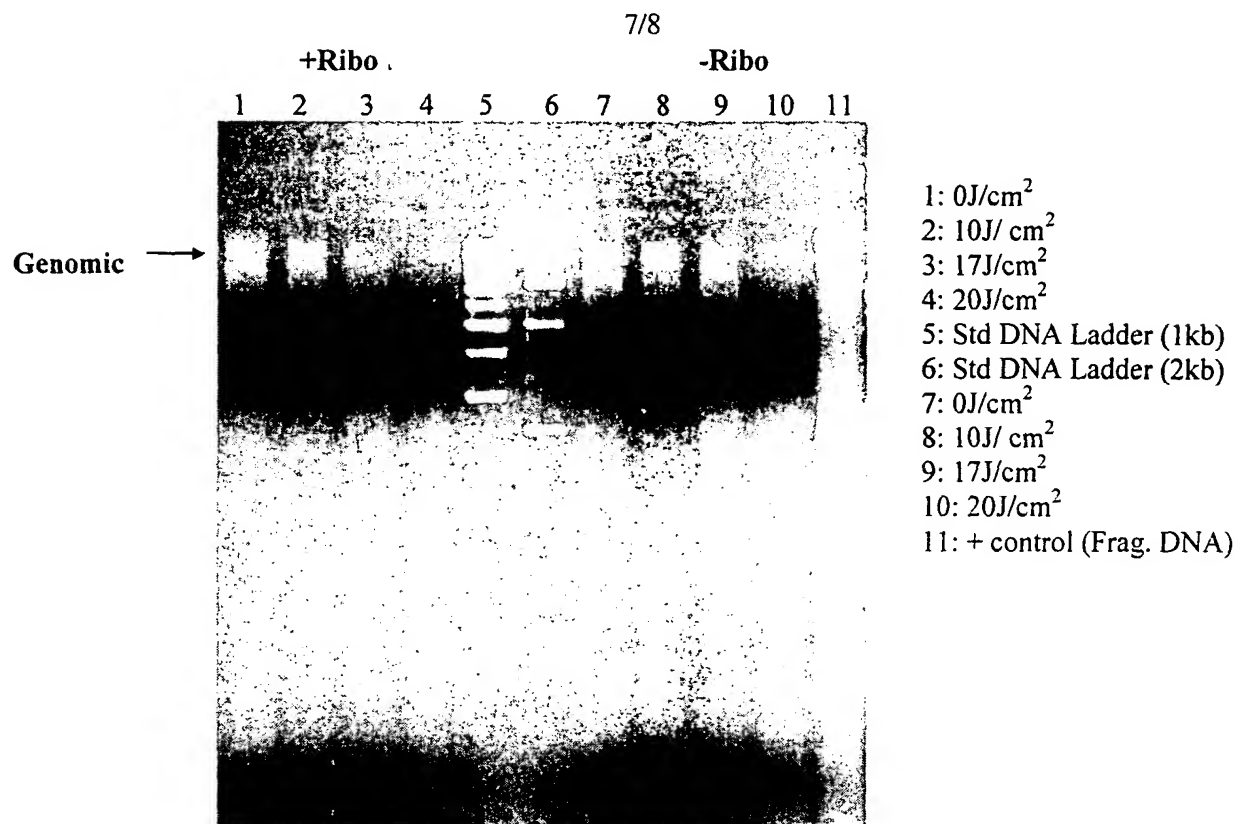 7/8
+Ribo
-Ribo
1 2 3 4 5 6 7 8 9 10 11
Genomic
1: 0J/cm²
2: 10J/ cm²
3: 17J/cm²
4: 20J/cm²
5: Std DNA Ladder (1kb)
6: Std DNA Ladder (2kb)
7: 0J/cm²
8: 10J/ cm²
9: 17J/cm²
10: 20J/cm²
11: + control (Frag. DNA)